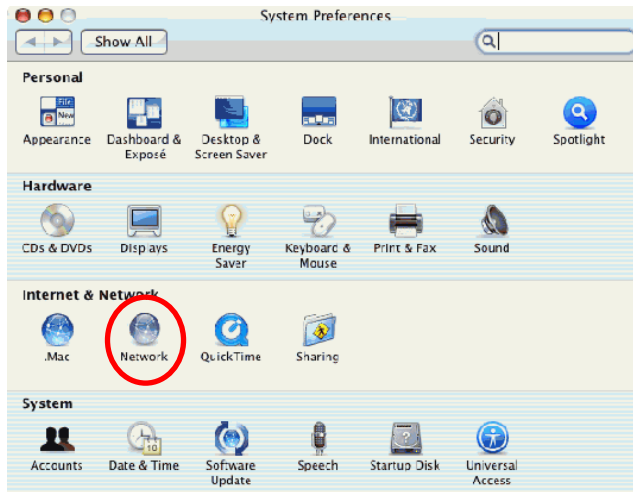 System Preferences
Show All
Personal
File
New
Appearance
Dashboard &
Exposé
Desktop &
Screen Saver
Dock
International
Security
Spotlight
Hardware
CDs & DVDs
Displays
Energy
Saver
Keyboard &
Mouse
Print & Fax
Sound
Internet & Network
.Mac
Network
QuickTime
Sharing
System
Accounts
Date & Time
10
Software
Update
Speech
?
Startup Disk
Universal
Access